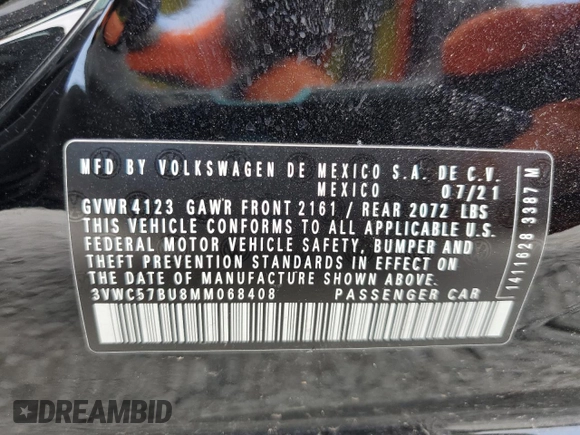 MFD BY VOLKSWAGEN DE MEXICO S.A. DE C.V.
MEXICO 07/21
GVWR 4123 GAWR FRONT 2161 / REAR 2072 LBS
THIS VEHICLE CONFORMS TO ALL APPLICABLE U.S.
FEDERAL MOTOR VEHICLE SAFETY, BUMPER AND
THEFT PREVENTION STANDARDS IN EFFECT ON
THE DATE OF MANUFACTURE SHOWN ABOVE
3VWC57BU8MM068408 PASSENGER CAR
1411628 3387 M
DREAMBID